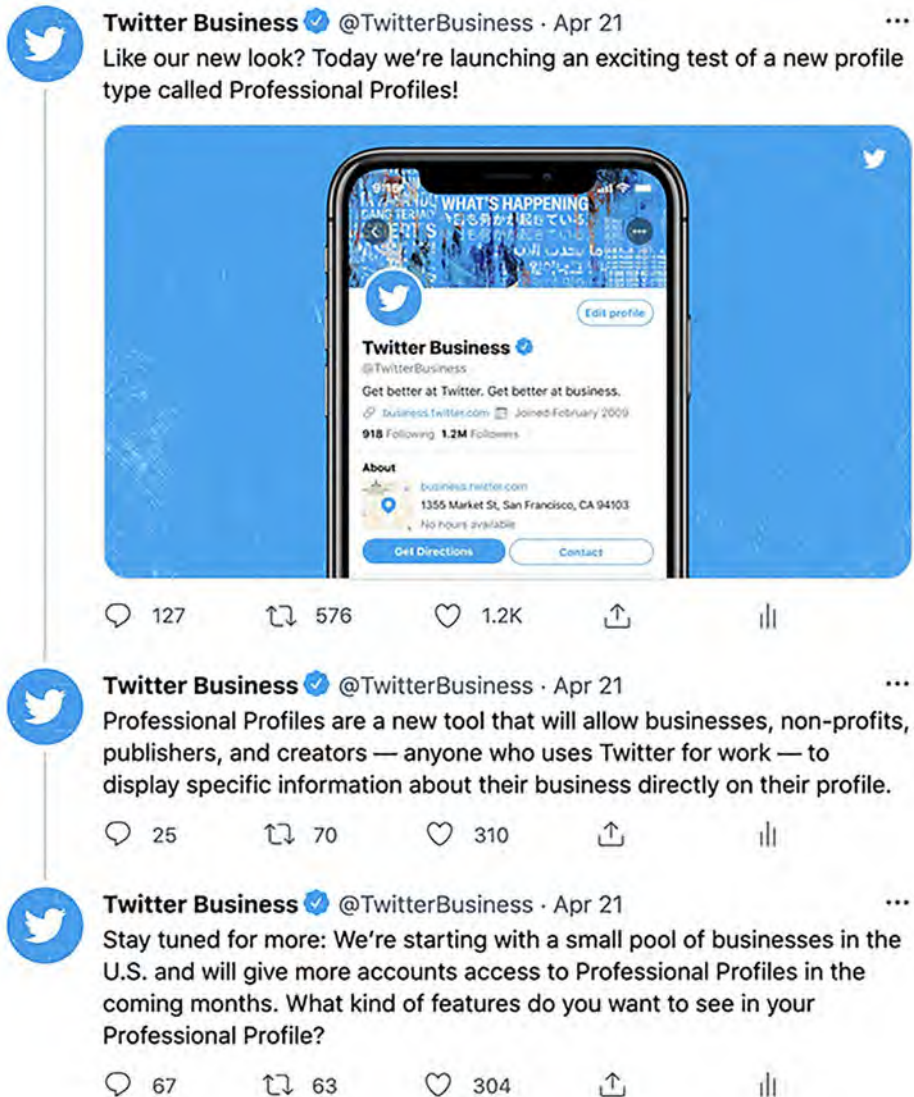 Twitter Business @TwitterBusiness · Apr 21
Like our new look? Today we're launching an exciting test of a new profile
type called Professional Profiles!
9:15
WHAT'S HAPPENING
Edit profile
Twitter Business
@TwitterBusiness
Get better at Twitter. Get better at business.
business.twitter.com Joined February 2009
918 Following 1.2M Followers
About
business.twitter.com
1355 Market St, San Francisco, CA 94103
No hours available
Get Directions Contact
127 576 1.2K
Twitter Business @TwitterBusiness · Apr 21
Professional Profiles are a new tool that will allow businesses, non-profits,
publishers, and creators — anyone who uses Twitter for work — to
display specific information about their business directly on their profile.
25 70 310
Twitter Business @TwitterBusiness · Apr 21
Stay tuned for more: We're starting with a small pool of businesses in the
U.S. and will give more accounts access to Professional Profiles in the
coming months. What kind of features do you want to see in your
Professional Profile?
67 63 304